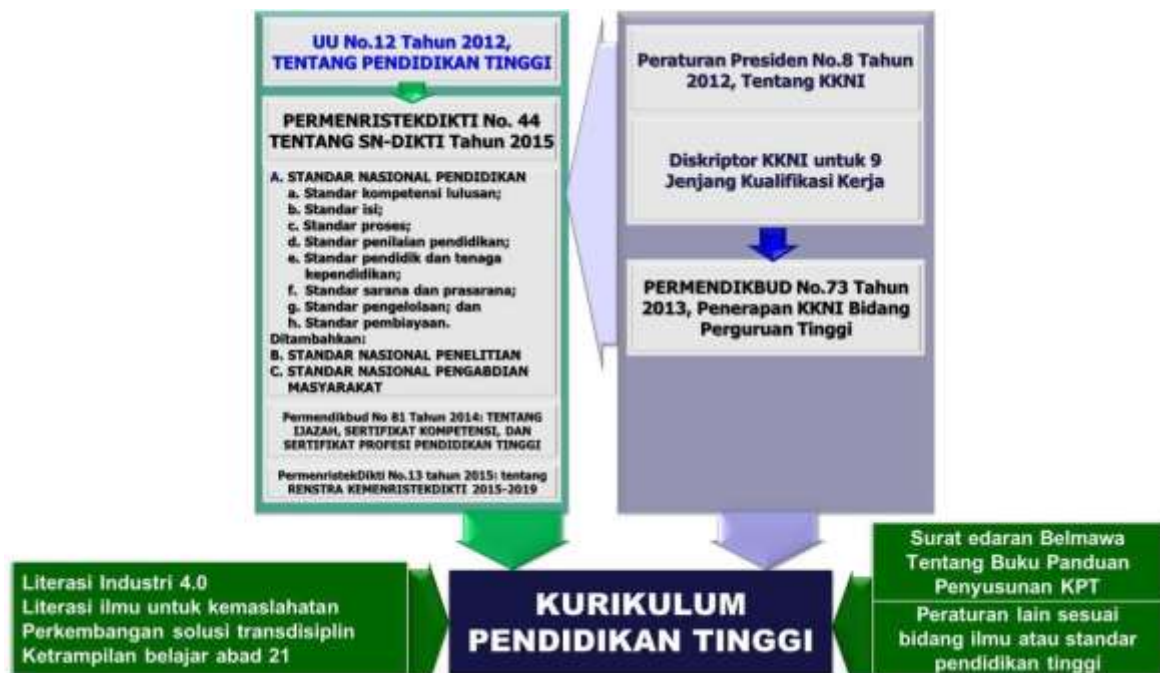 UU No.12 Tahun 2012,
TENTANG PENDIDIKAN TINGGI
PERMENRISTEKDIKTI No. 44
TENTANG SN-DIKTI Tahun 2015
A. STANDAR NASIONAL PENDIDIKAN
a. Standar kompetensi lulusan;
b. Standar isi;
c. Standar proses;
d. Standar penilaian pendidikan;
e. Standar pendidik dan tenaga
kependidikan;
f. Standar sarana dan prasarana;
g. Standar pengelolaan; dan
h. Standar pembiayaan.
Ditambahkan:
B. STANDAR NASIONAL PENELITIAN
C. STANDAR NASIONAL PENGABDIAN
MASYARAKAT
Permendikbud No 81 Tahun 2014: TENTANG
IJAZAH, SERTIFIKAT KOMPETENSI, DAN
SERTIFIKAT PROFESI PENDIDIKAN TINGGI
PermenristekDikti No.13 tahun 2015: tentang
RENSTRA KEMENRISTEKDIKTI 2015-2019
Peraturan Presiden No.8 Tahun
2012, Tentang KKNI
Diskriptor KKNI untuk 9
Jenjang Kualifikasi Kerja
PERMENDIKBUD No.73 Tahun
2013, Penerapan KKNI Bidang
Perguruan Tinggi
Literasi Industri 4.0
Literasi ilmu untuk kemaslahatan
Perkembangan solusi transdisiplin
Ketrampilan belajar abad 21
KURIKULUM
PENDIDIKAN TINGGI
Surat edaran Belmawa
Tentang Buku Panduan
Penyusunan KPT
Peraturan lain sesuai
bidang ilmu atau standar
pendidikan tinggi